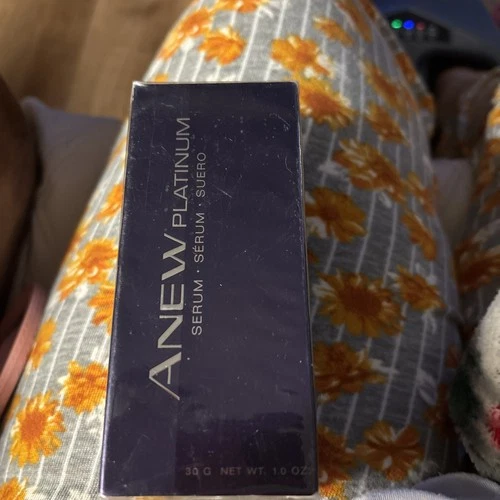 ANEW PLATINUM
SERUM · SÉRUM · SUERO
30 G NET WT. 1.0 OZ